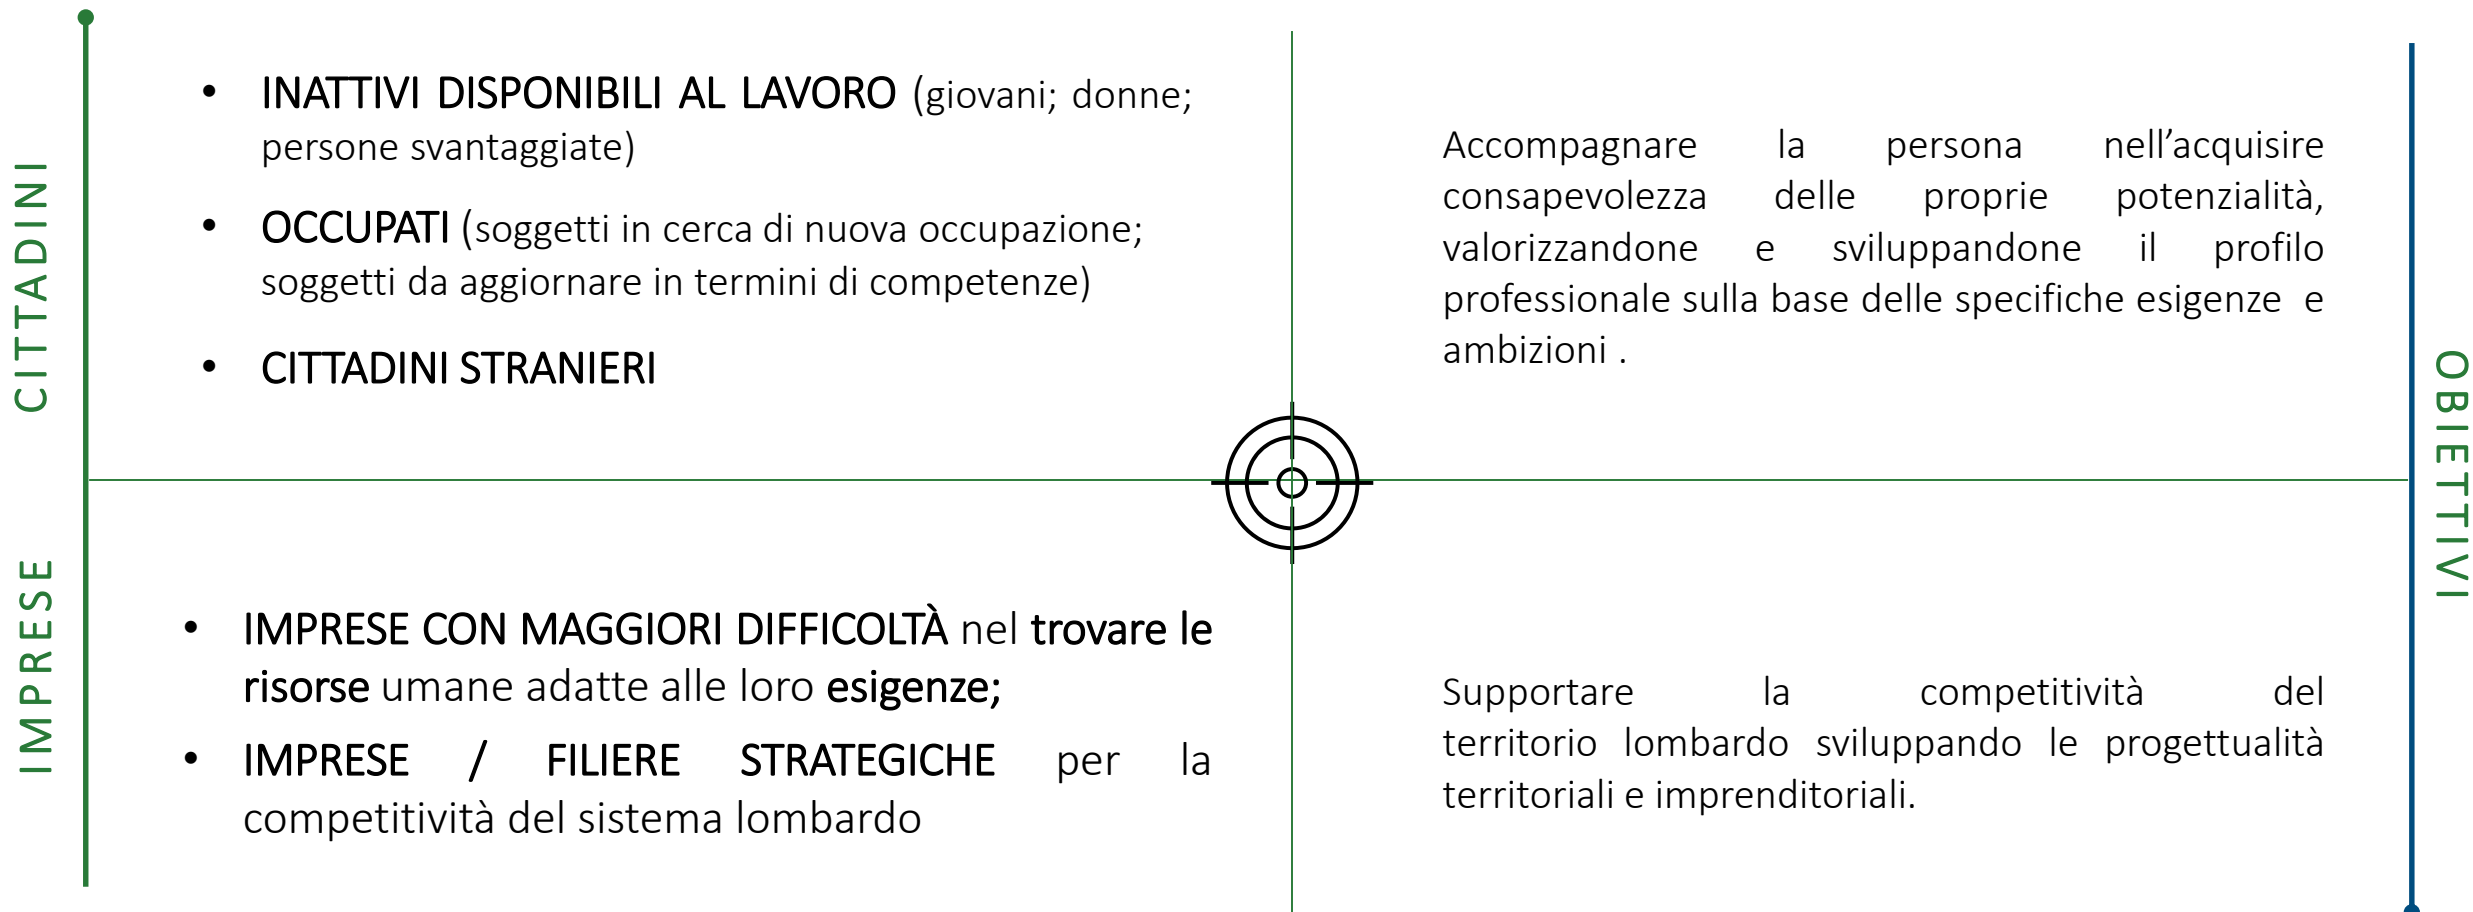 CITTADINI
• INATTIVI DISPONIBILI AL LAVORO (giovani; donne;
persone svantaggiate)
• OCCUPATI (soggetti in cerca di nuova occupazione;
soggetti da aggiornare in termini di competenze)
• CITTADINI STRANIERI
Accompagnare la persona nell’acquisire
consapevolezza delle proprie potenzialità,
valorizzandone e sviluppandone il profilo
professionale sulla base delle specifiche esigenze e
ambizioni .
OBIETTIVI
IMPRESE
• IMPRESE CON MAGGIORI DIFFICOLTÀ nel trovare le
risorse umane adatte alle loro esigenze;
• IMPRESE / FILIERE STRATEGICHE per la
competitività del sistema lombardo
Supportare la competitività del
territorio lombardo sviluppando le progettualità
territoriali e imprenditoriali.